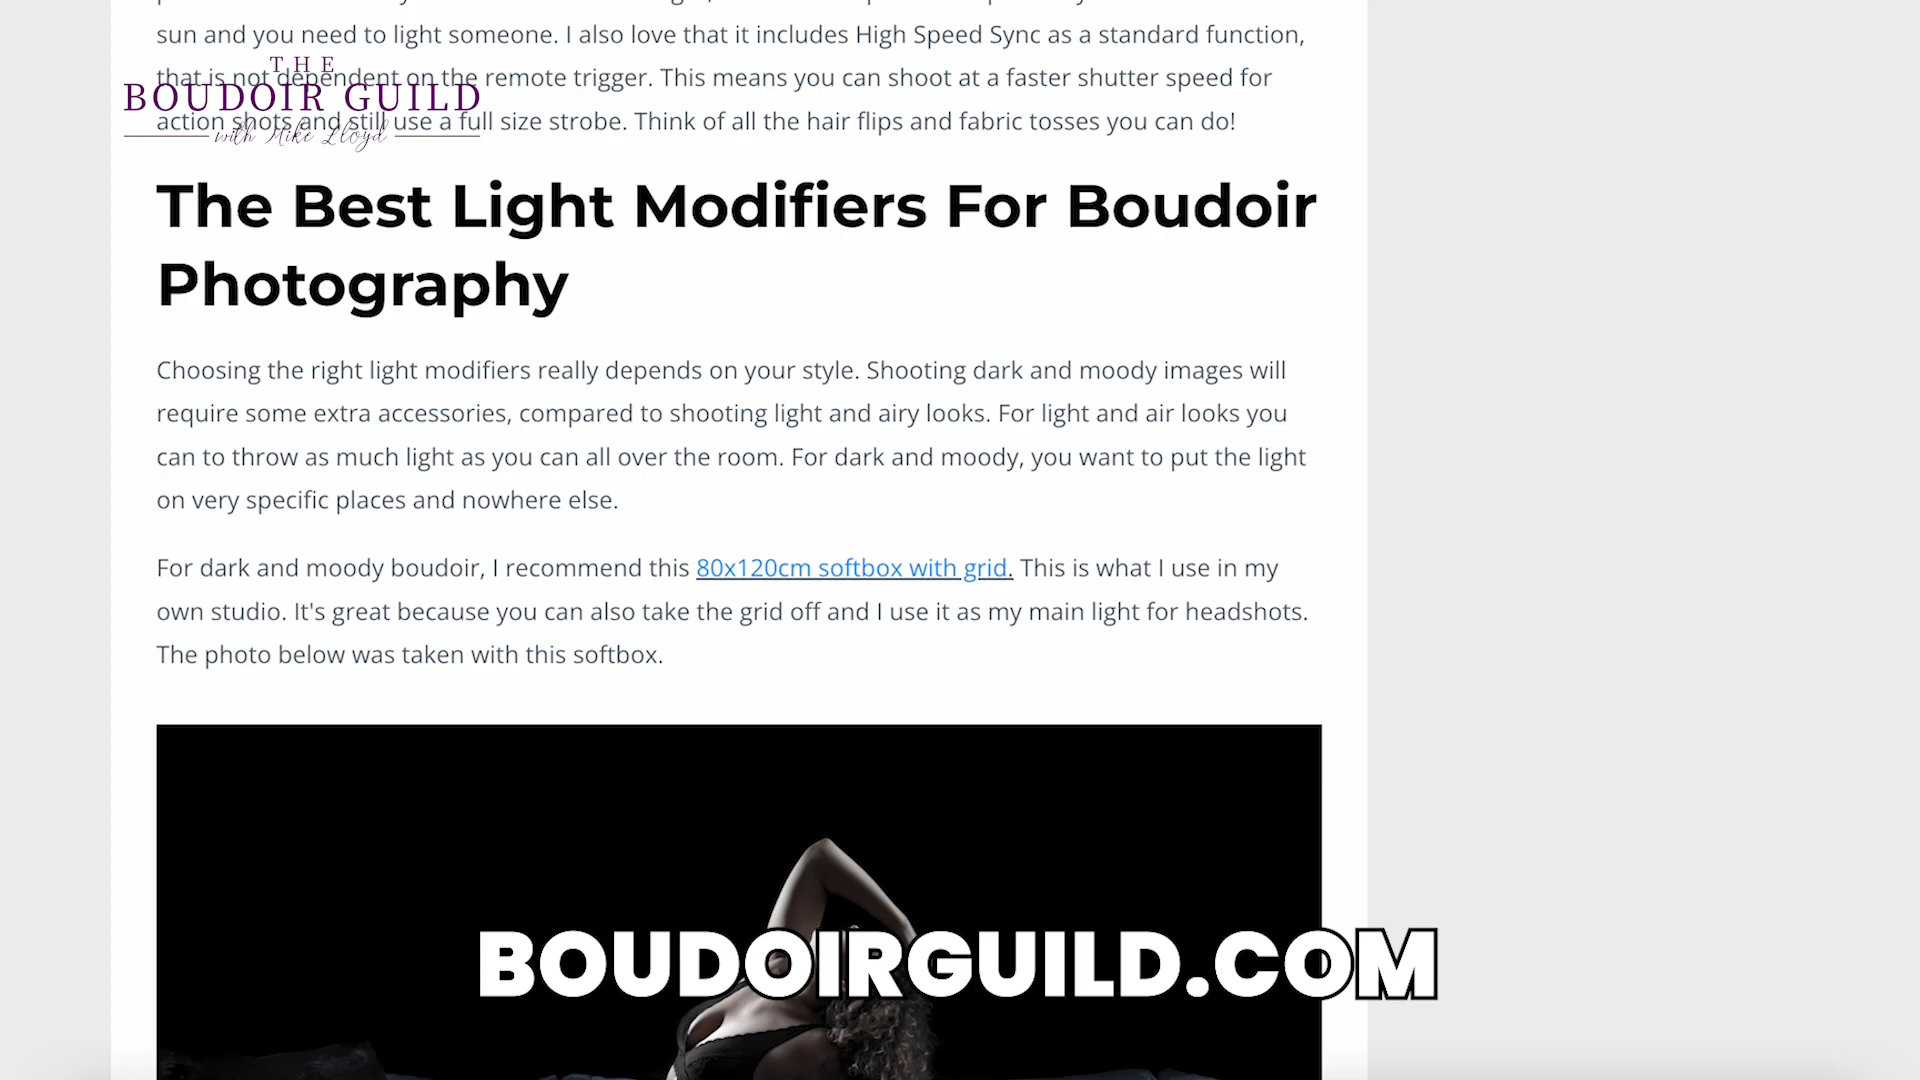 sun and you need to light someone. I also love that it includes High Speed Sync as a standard function,
that is not dependent on the remote trigger. This means you can shoot at a faster shutter speed for
action shots and still use a full size strobe. Think of all the hair flips and fabric tosses you can do!
THE
BOUDOIR GUILD
with Mike Lloyd
The Best Light Modifiers For Boudoir
Photography
Choosing the right light modifiers really depends on your style. Shooting dark and moody images will
require some extra accessories, compared to shooting light and airy looks. For light and air looks you
can to throw as much light as you can all over the room. For dark and moody, you want to put the light
on very specific places and nowhere else.
For dark and moody boudoir, I recommend this 80x120cm softbox with grid. This is what I use in my
own studio. It's great because you can also take the grid off and I use it as my main light for headshots.
The photo below was taken with this softbox.
BOUDOIRGUILD.COM